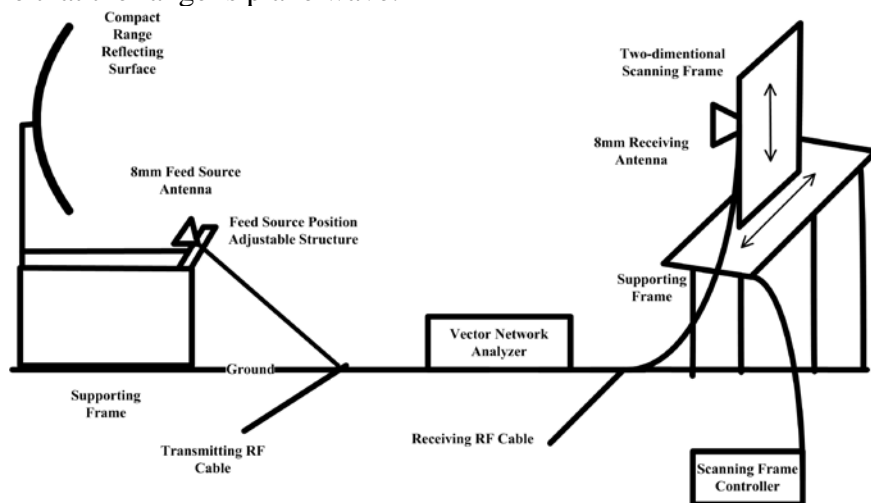 Compact
Range
Reflecting
Surface
Two-dimentional
Scanning Frame
8mm Receiving
Antenna
8mm Feed Source
Antenna
Feed Source Position
Adjustable Structure
Supporting
Frame
Vector Network
Analyzer
Ground
Supporting
Frame
Transmitting RF
Cable
Receiving RF Cable
Scanning Frame
Controller